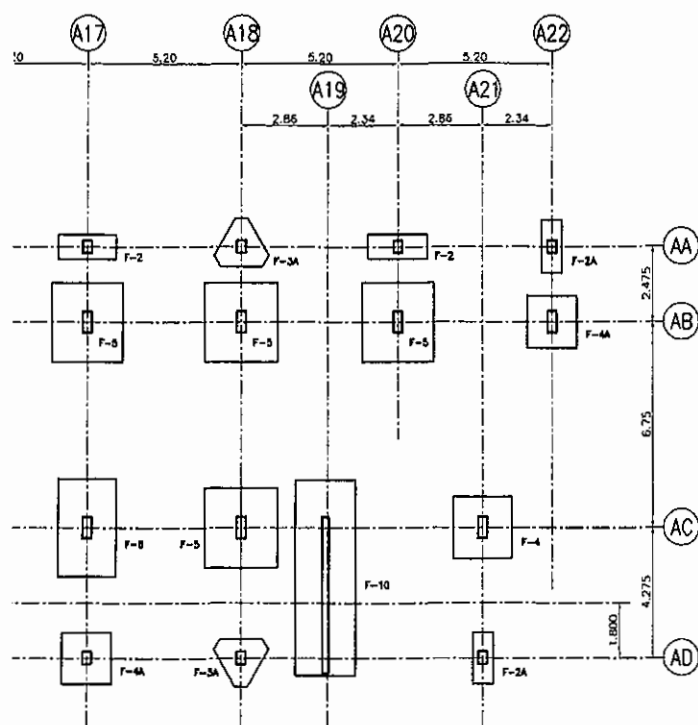 A17 A18 A20 A22
20 5.20 5.20 5.20
A19 A21
2.86 2.34 2.86 2.34
AA
F-2 F-3A F-2 F-2A
2.475
AB
F-5 F-5 F-4A
6.75
AC
F-5 F-4
F-10
4.275
1.800
AD
F-4A F-3A F-2A